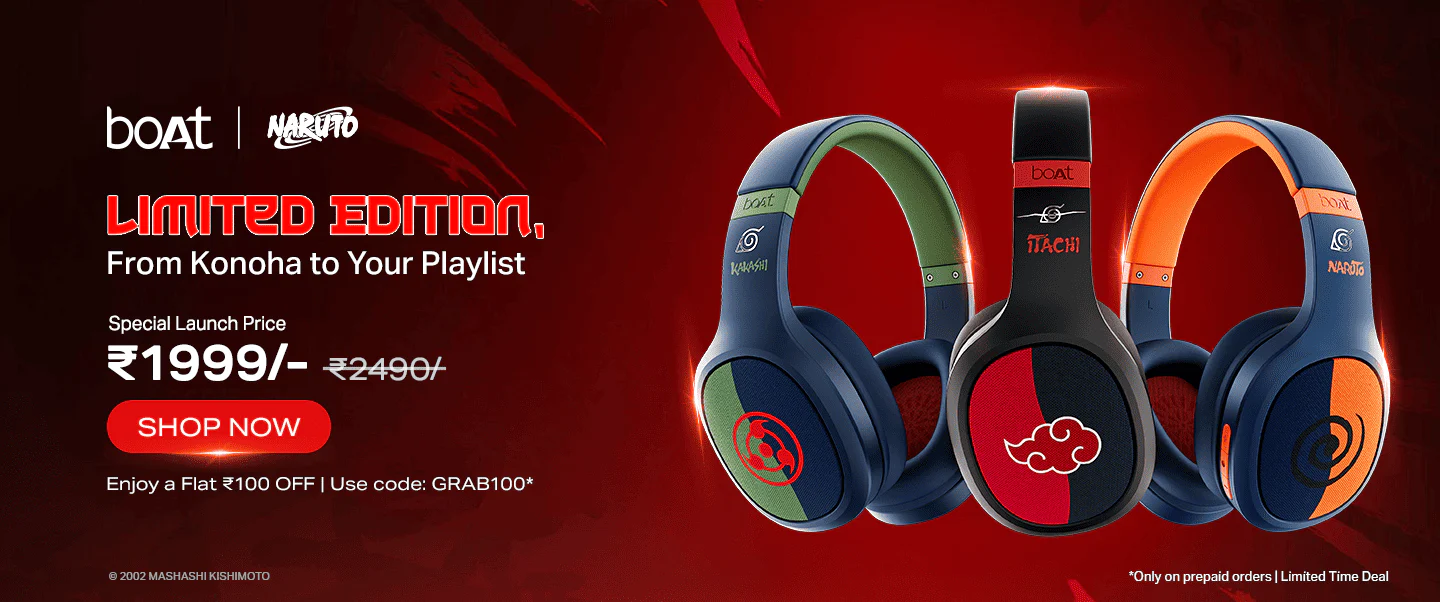 boAt | NARUTO
LIMITED EDITION,
From Konoha to Your Playlist
Special Launch Price
₹1999/- ₹2490/-
SHOP NOW
Enjoy a Flat ₹100 OFF | Use code: GRAB100*
boAt
KAKASHI
boAt
ITACHI
boAt
NARUTO
L
L
© 2002 MASHASHI KISHIMOTO
*Only on prepaid orders | Limited Time Deal